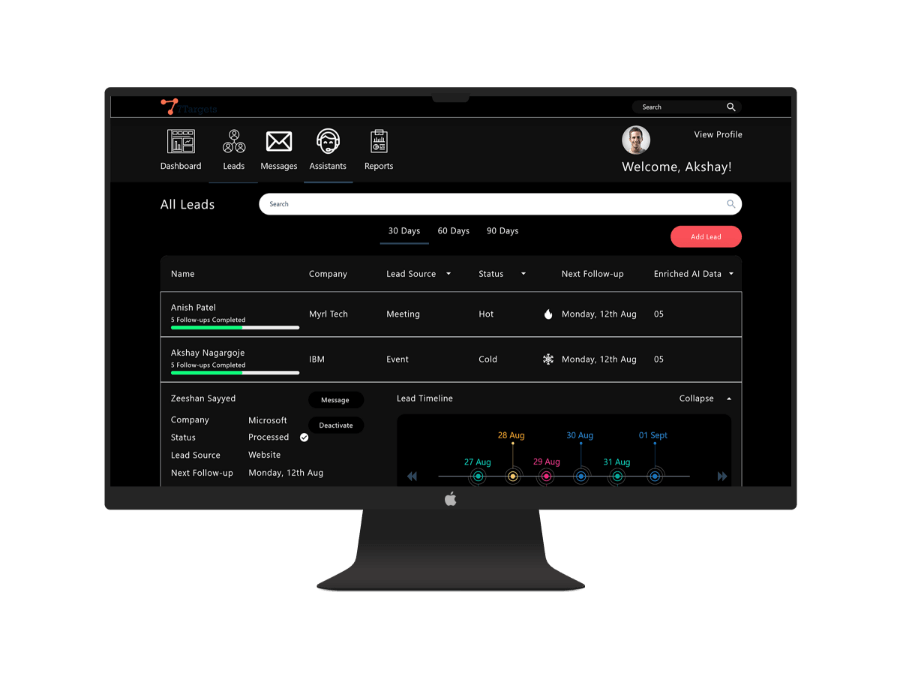 7Targets
Search
Dashboard Leads Messages Assistants Reports
View Profile
Welcome, Akshay!
All Leads
Search
30 Days 60 Days 90 Days
Add Lead
Name Company Lead Source Status Next Follow-up Enriched AI Data
Anish Patel
5 Follow-ups Completed
Myrl Tech Meeting Hot Monday, 12th Aug 05
Akshay Nagargoje
5 Follow-ups Completed
IBM Event Cold Monday, 12th Aug 05
Zeeshan Sayyed
Message
Company Microsoft
Deactivate
Status Processed
Lead Source Website
Next Follow-up Monday, 12th Aug
Lead Timeline Collapse
28 Aug 30 Aug 01 Sept
27 Aug 29 Aug 31 Aug